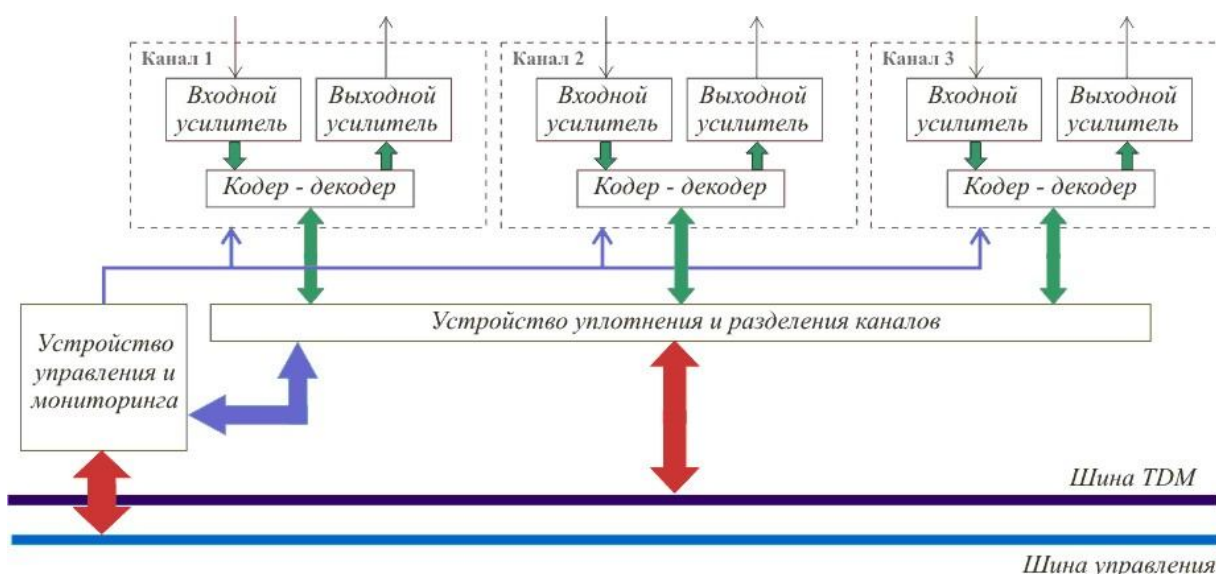 Канал 1
Канал 2
Канал 3
Входной
усилитель
Выходной
усилитель
Входной
усилитель
Выходной
усилитель
Входной
усилитель
Выходной
усилитель
Кодер - декодер
Кодер - декодер
Кодер - декодер
Устройство уплотнения и разделения каналов
Устройство
управления и
мониторинга
Шина TDM
Шина управления